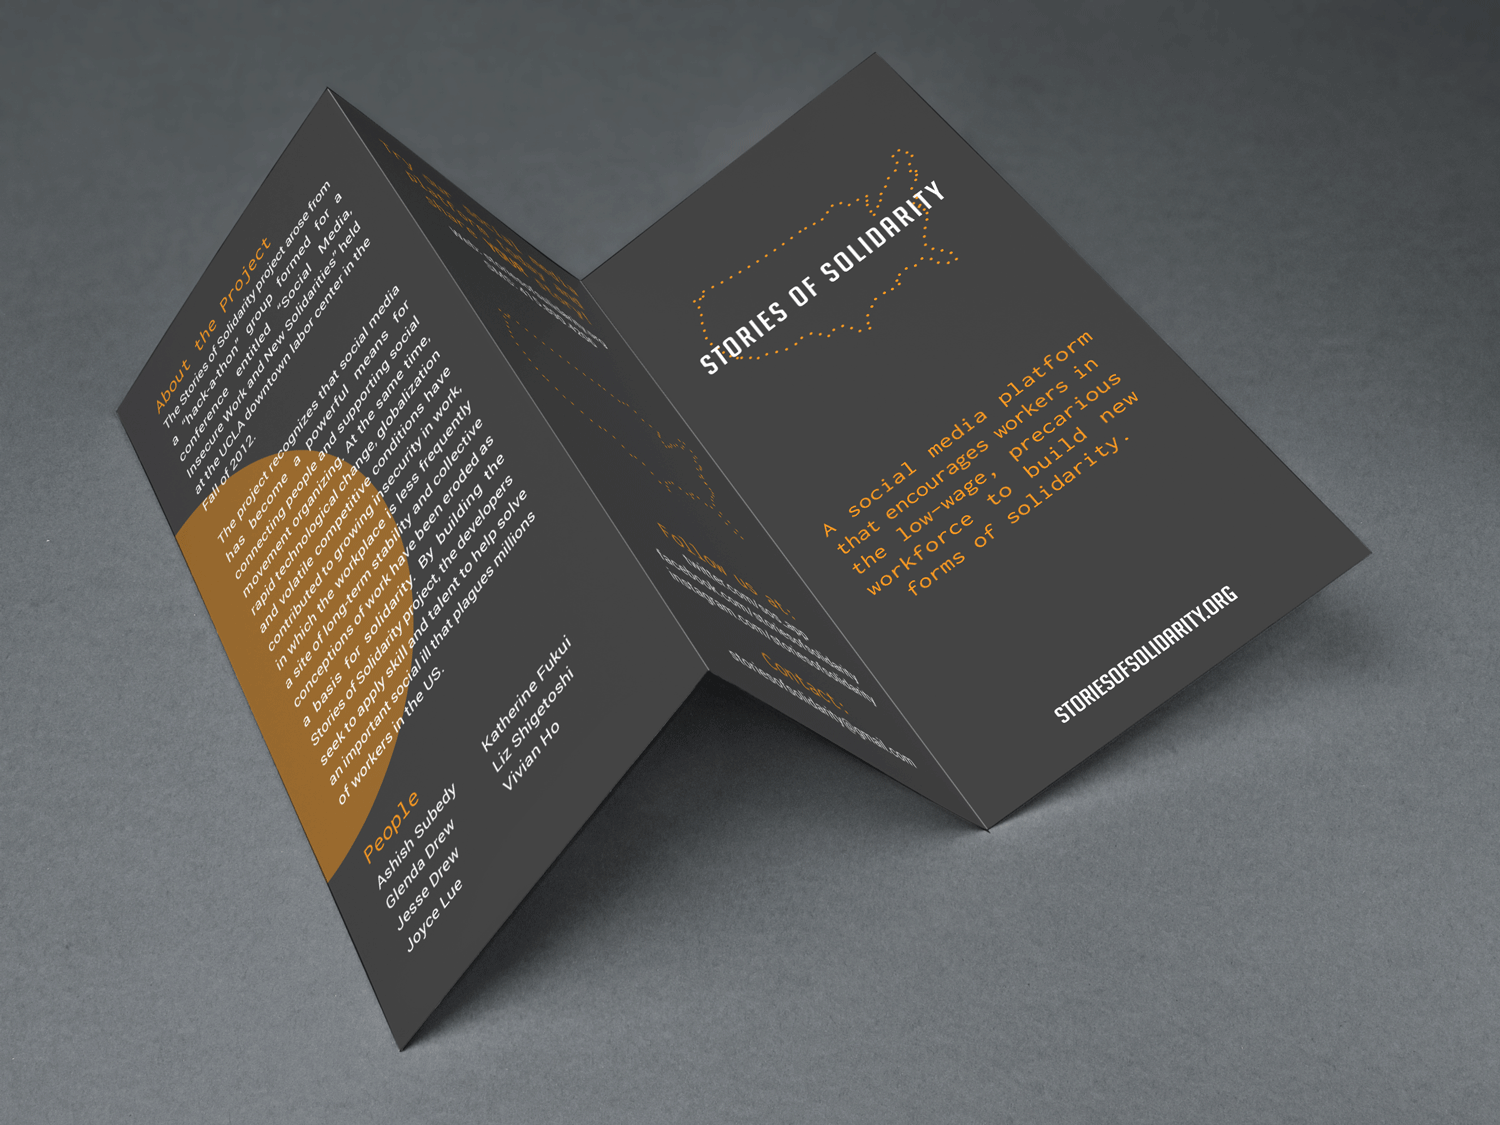 About the Project
The Stories of Solidarity project arose from
a "hack-a-thon" group formed for a
conference entitled "Social Media,
Insecure Work and New Solidarities" held
at the UCLA downtown labor center in the
Fall of 2012.
The project recognizes that social media
has become a powerful means for
connecting people and supporting social
movement organizing. At the same time,
rapid technological change, globalization
and volatile competitive conditions have
contributed to growing insecurity in work,
in which the workplace is less frequently
a site of long-term stability and collective
conceptions of work have been eroded as
a basis for solidarity. By building the
Stories of Solidarity project, the developers
seek to apply skill and talent to help solve
an important social ill that plagues millions
of workers in the US.
People
Ashish Subedy
Glenda Drew
Jesse Drew
Joyce Lue
Katherine Fukui
Liz Shigetoshi
Vivian Ho
Try our
Follow us at:
facebook.com/storiesofsolidarity
instagram.com/storiesofsolidarity
Contact:
storiesofsolidarity@gmail.com
STORIES OF SOLIDARITY
A social media platform
that encourages workers in
the low-wage, precarious
workforce to build new
forms of solidarity.
STORIESOFSOLIDARITY.ORG